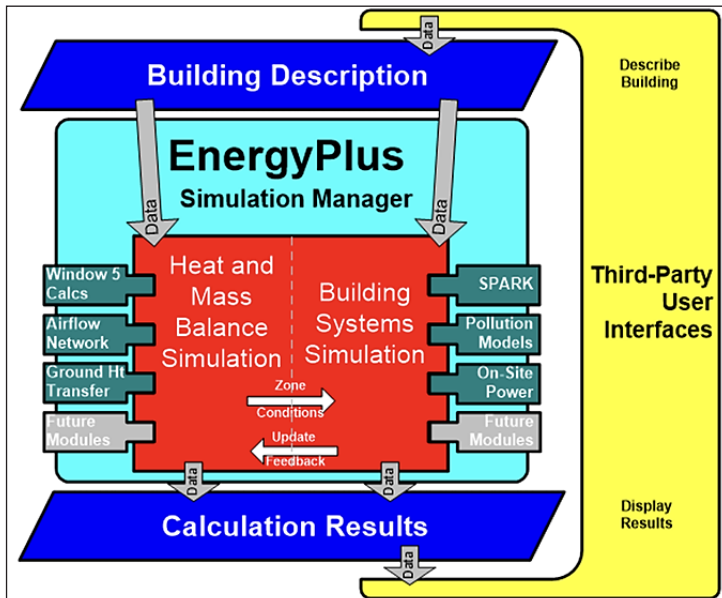 Data
Describe
Building
Building Description
EnergyPlus
Simulation Manager
Data
Data
Heat and
Mass
Balance
Simulation
Building
Systems
Simulation
Window 5
Calcs
Airflow
Network
Ground Ht
Transfer
Future
Modules
SPARK
Pollution
Models
On-Site
Power
Future
Modules
Zone
Conditions
Update
Feedback
Third-Party
User
Interfaces
Data
Data
Calculation Results
Display
Results
Data